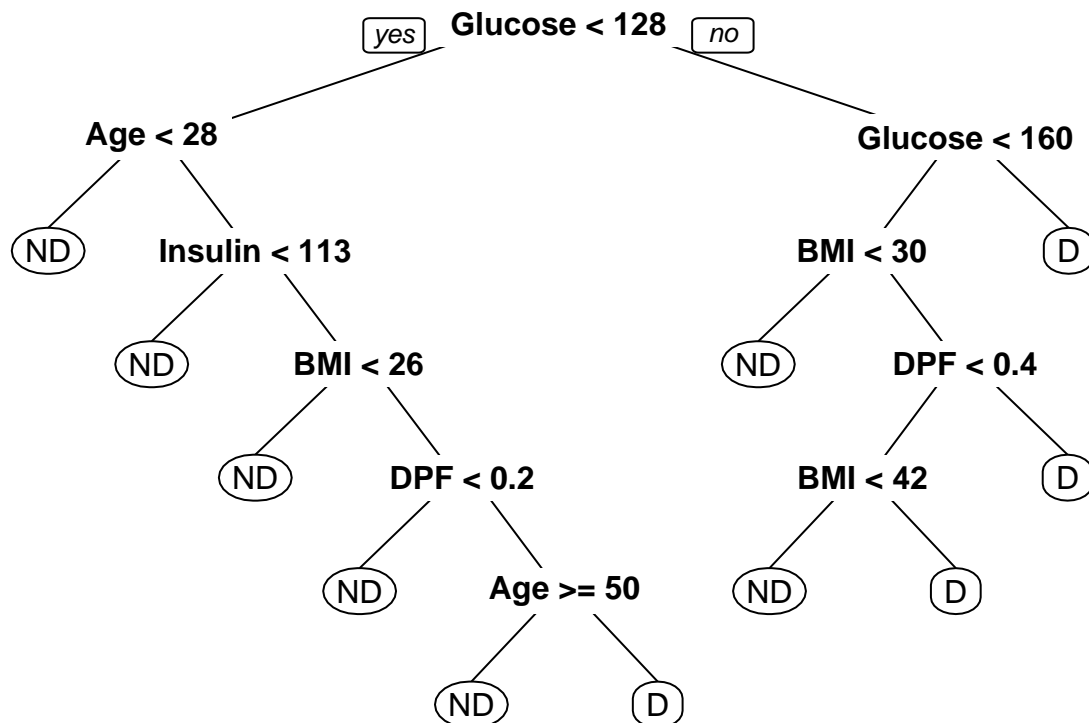 yes Glucose < 128 no
Age < 28 Glucose < 160
ND Insulin < 113 BMI < 30 D
ND BMI < 26 ND DPF < 0.4
ND DPF < 0.2 BMI < 42 D
ND Age >= 50 ND D
ND D